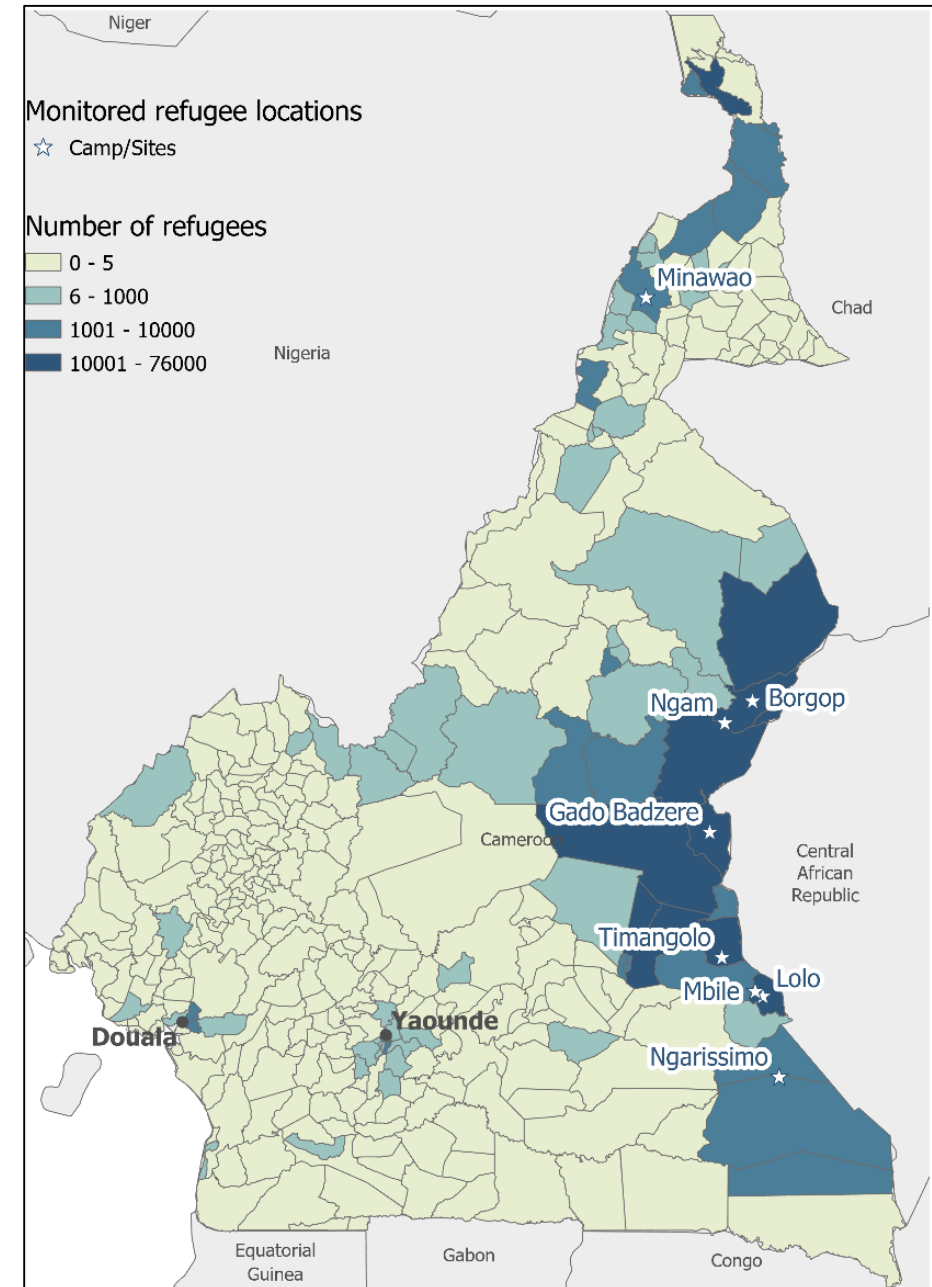 Niger
Monitored refugee locations
Camp/Sites
Number of refugees
0 - 5
6 - 1000
1001 - 10000
10001 - 76000
Minawao
Chad
Nigeria
Ngam
Borgop
Gado Badzere
Cameroon
Central
African
Republic
Timangolo
Mbile
Lolo
Douala
Yaounde
Ngarissimo
Equatorial
Guinea
Gabon
Congo